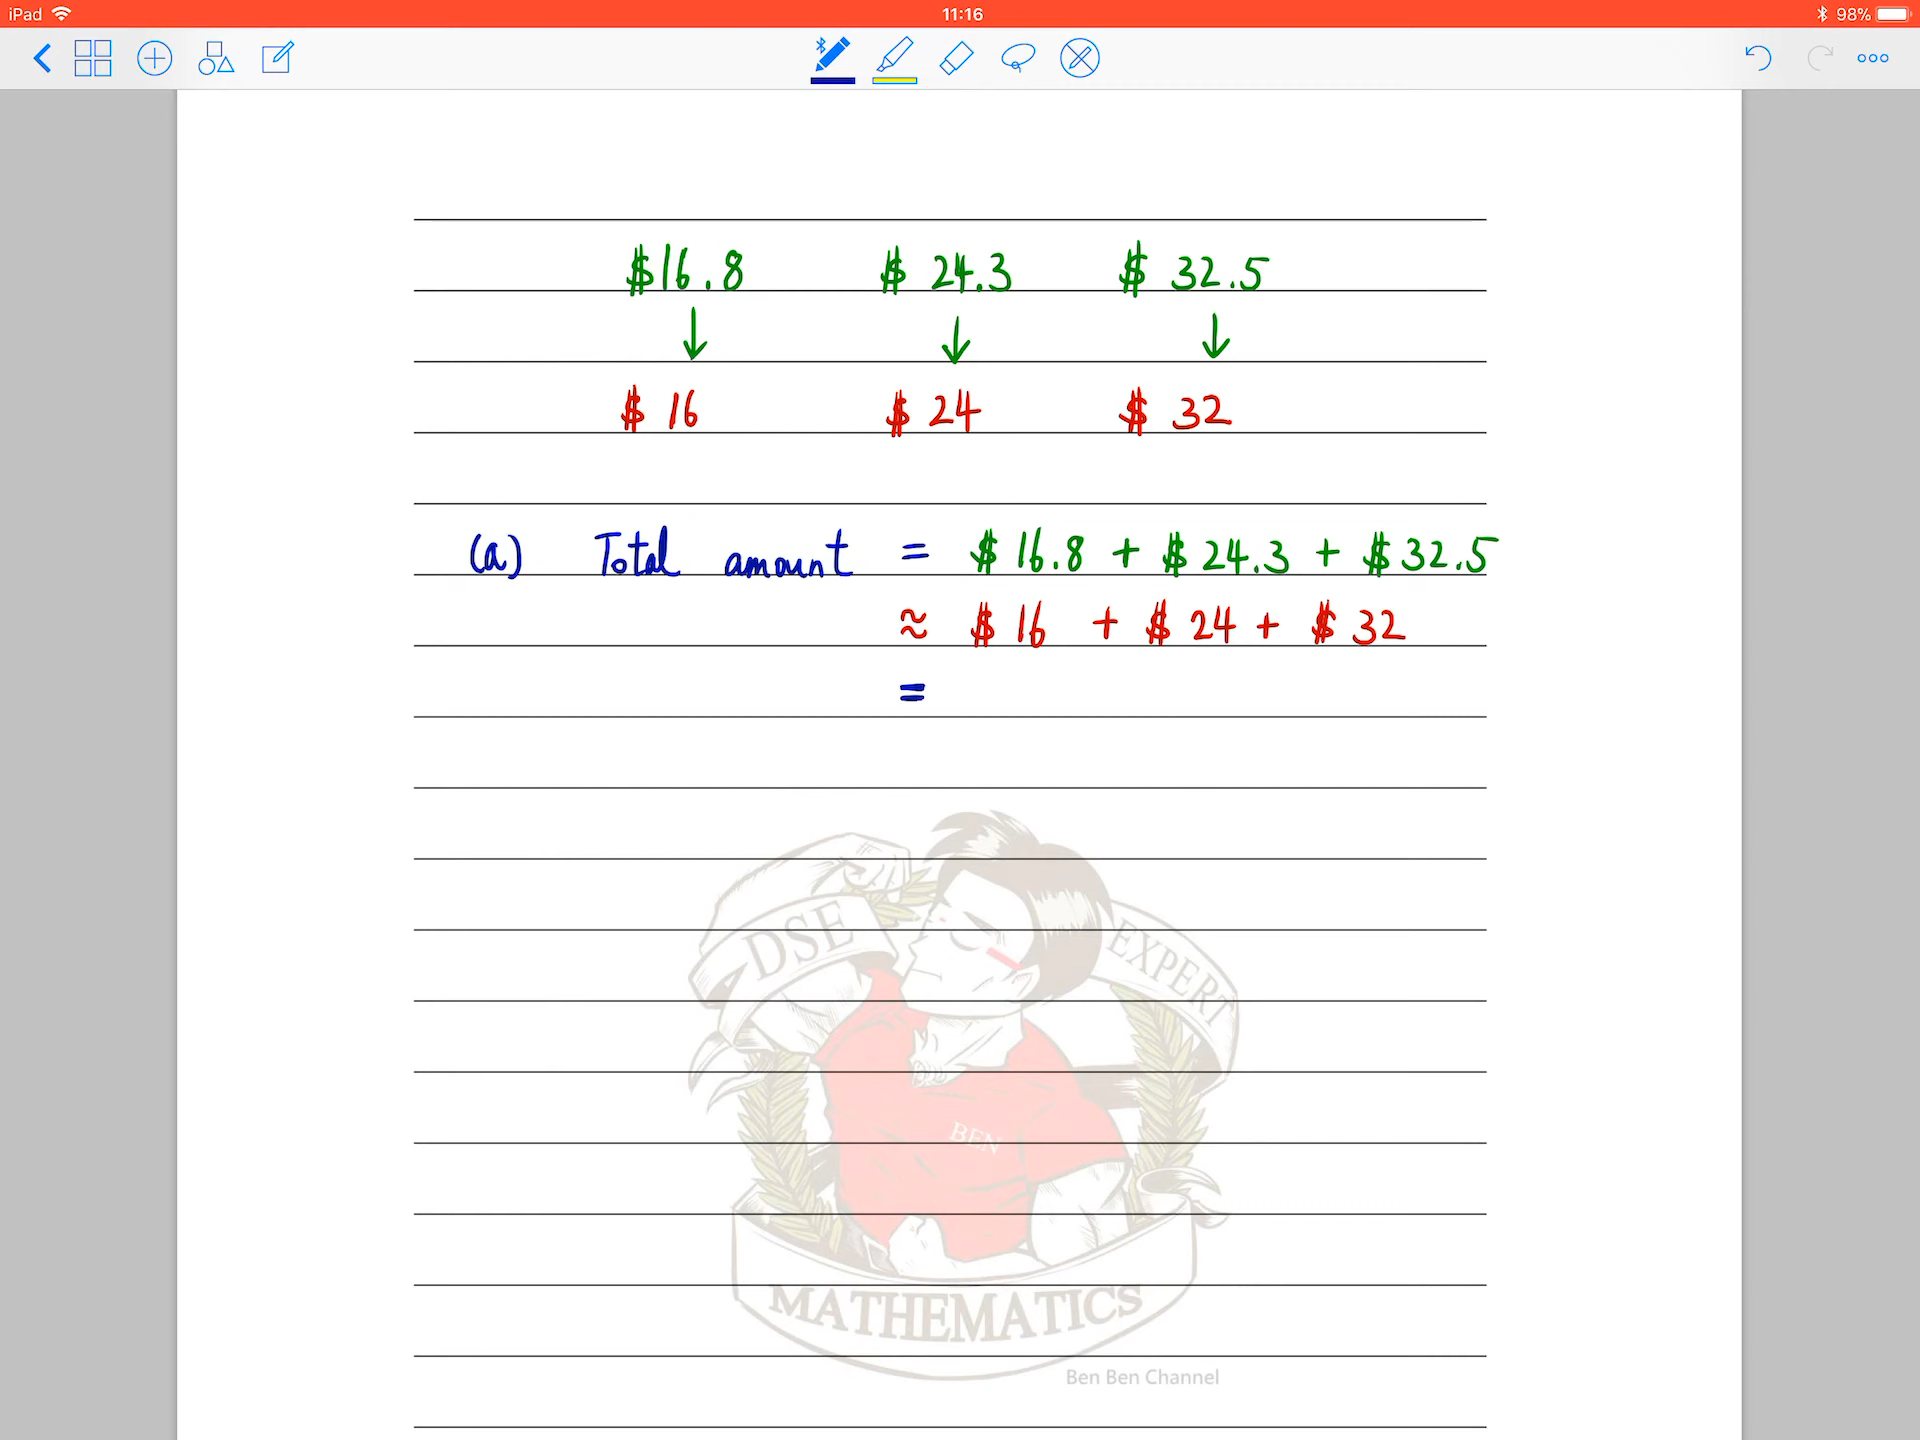 iPad 11:16 98%
$16.8 $ 24.3 $ 32.5
↓ ↓ ↓
$ 16 $ 24 $ 32
(a) Total amount = $ 16.8 + $ 24.3 + $ 32.5
≈ $ 16 + $ 24 + $ 32
=
DSE EXPERT
BEN
MATHEMATICS
Ben Ben Channel